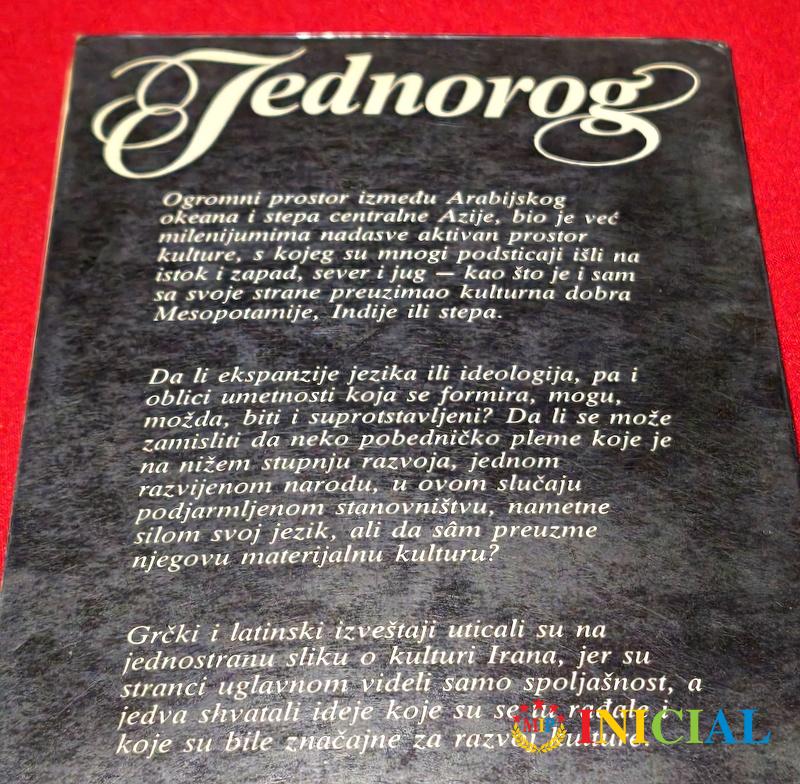 Jednorog
Ogromni prostor između Arabijskog
okeana i stepa centralne Azije, bio je već
milenijumima nadasve aktivan prostor
kulture, s kojeg su mnogi podsticaji išli na
istok i zapad, sever i jug — kao što je i sam
sa svoje strane preuzimao kulturna dobra
Mesopotamije, Indije ili stepa.
Da li ekspanzije jezika ili ideologija, pa i
oblici umetnosti koja se formira, mogu,
možda, biti i suprotstavljeni? Da li se može
zamisliti da neko pobedničko pleme koje je
na nižem stupnju razvoja, jednom
razvijenom narodu, u ovom slučaju
podjarmljenom stanovništvu, nametne
silom svoj jezik, ali da sâm preuzme
njegovu materijalnu kulturu?
Grčki i latinski izveštaji uticali su na
jednostranu sliku o kulturi Irana, jer su
stranci uglavnom videli samo spoljašnost, a
jedva shvatali ideje koje su se tu rađale i
koje su bile značajne za razvoj kulture.
MP INICIAL